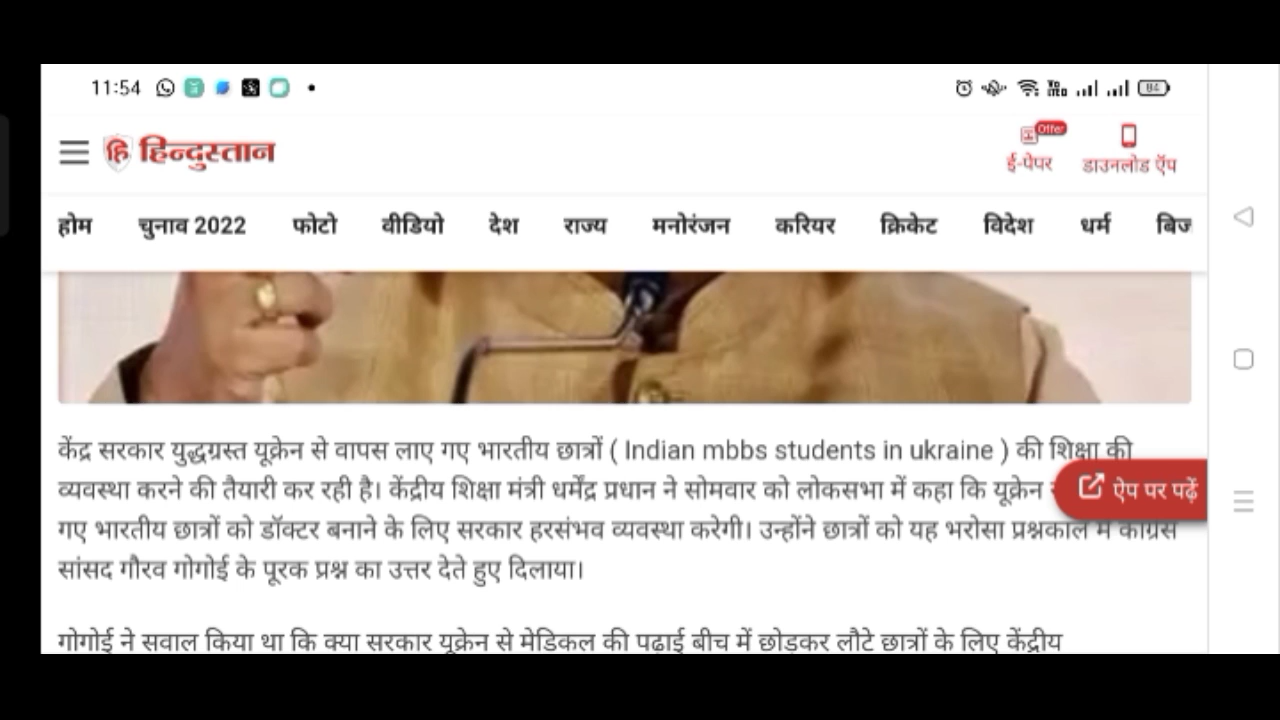 11:54
84
हि हिन्दुस्तान
Offer
ई-पेपर
डाउनलोड ऍप
होम चुनाव 2022 फोटो वीडियो देश राज्य मनोरंजन करियर क्रिकेट विदेश धर्म बिज
केंद्र सरकार युद्धग्रस्त यूक्रेन से वापस लाए गए भारतीय छात्रों ( Indian mbbs students in ukraine ) की शिक्षा की
व्यवस्था करने की तैयारी कर रही है। केंद्रीय शिक्षा मंत्री धर्मेंद्र प्रधान ने सोमवार को लोकसभा में कहा कि यूक्रेन
ऐप पर पढ़ें
गए भारतीय छात्रों को डॉक्टर बनाने के लिए सरकार हरसंभव व्यवस्था करेगी। उन्होंने छात्रों को यह भरोसा प्रश्नकाल में कांग्रेस
सांसद गौरव गोगोई के पूरक प्रश्न का उत्तर देते हुए दिलाया।
गोगोई ने सवाल किया था कि क्या सरकार यूक्रेन से मेडिकल की पढाई बीच में छोड़कर लौटे छात्रों के लिए केंद्रीय